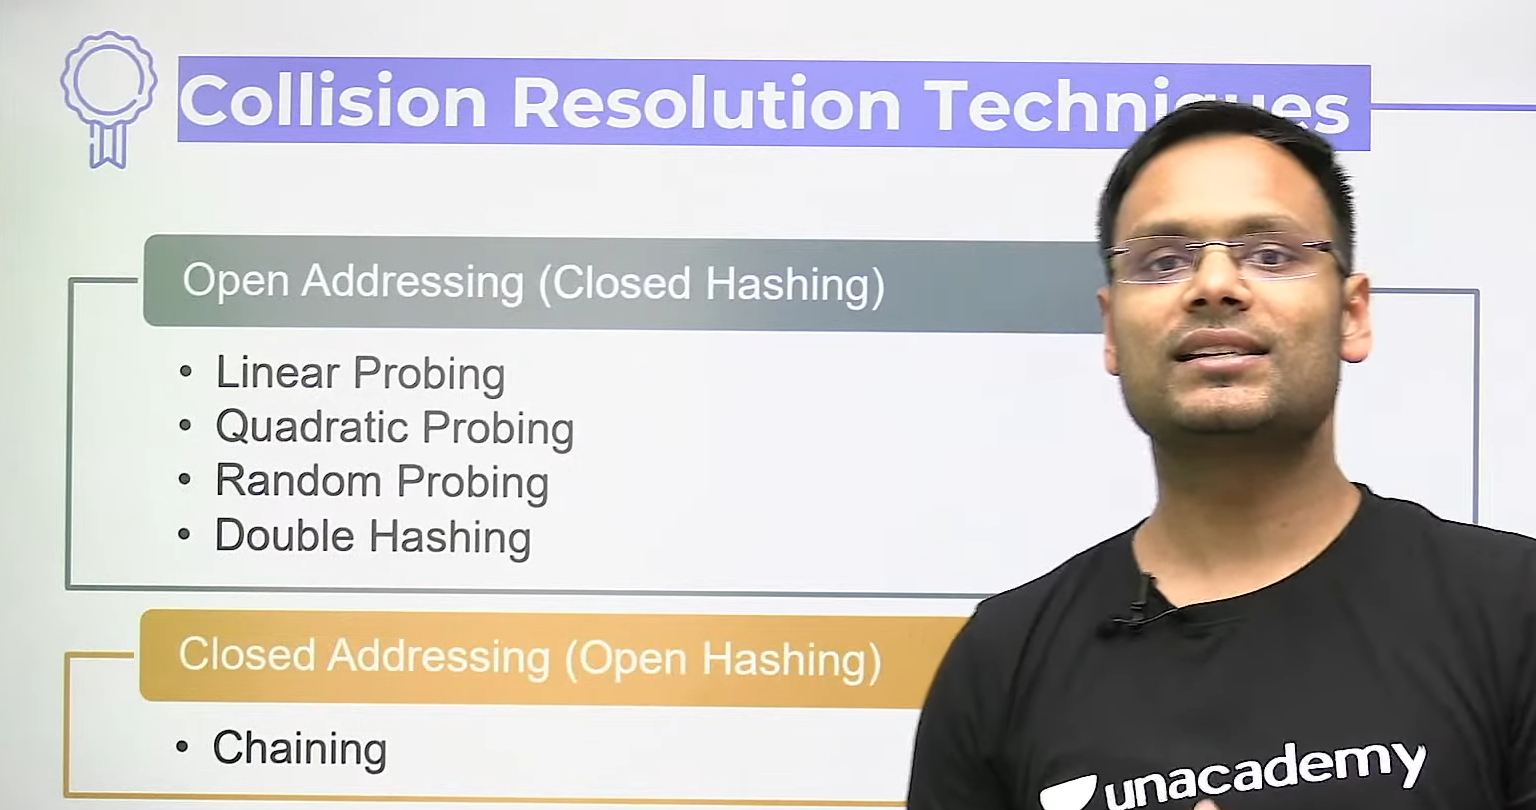 Collision Resolution Techniques
Open Addressing (Closed Hashing)
• Linear Probing
• Quadratic Probing
• Random Probing
• Double Hashing
Closed Addressing (Open Hashing)
• Chaining
unacademy